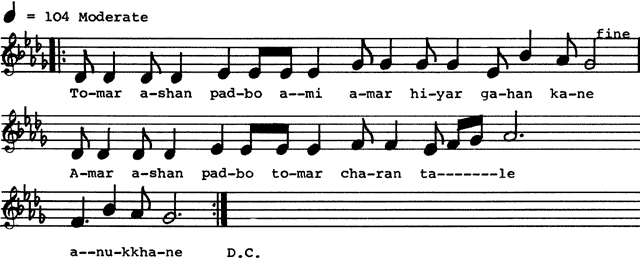 = 104 Moderate
fine
To-mar a-shan pad-bo a--mi a-mar hi-yar ga-han ka-ne
A-mar a-shan pad-bo to-mar cha-ran ta-------le
a--nu-kkha-ne D.C.